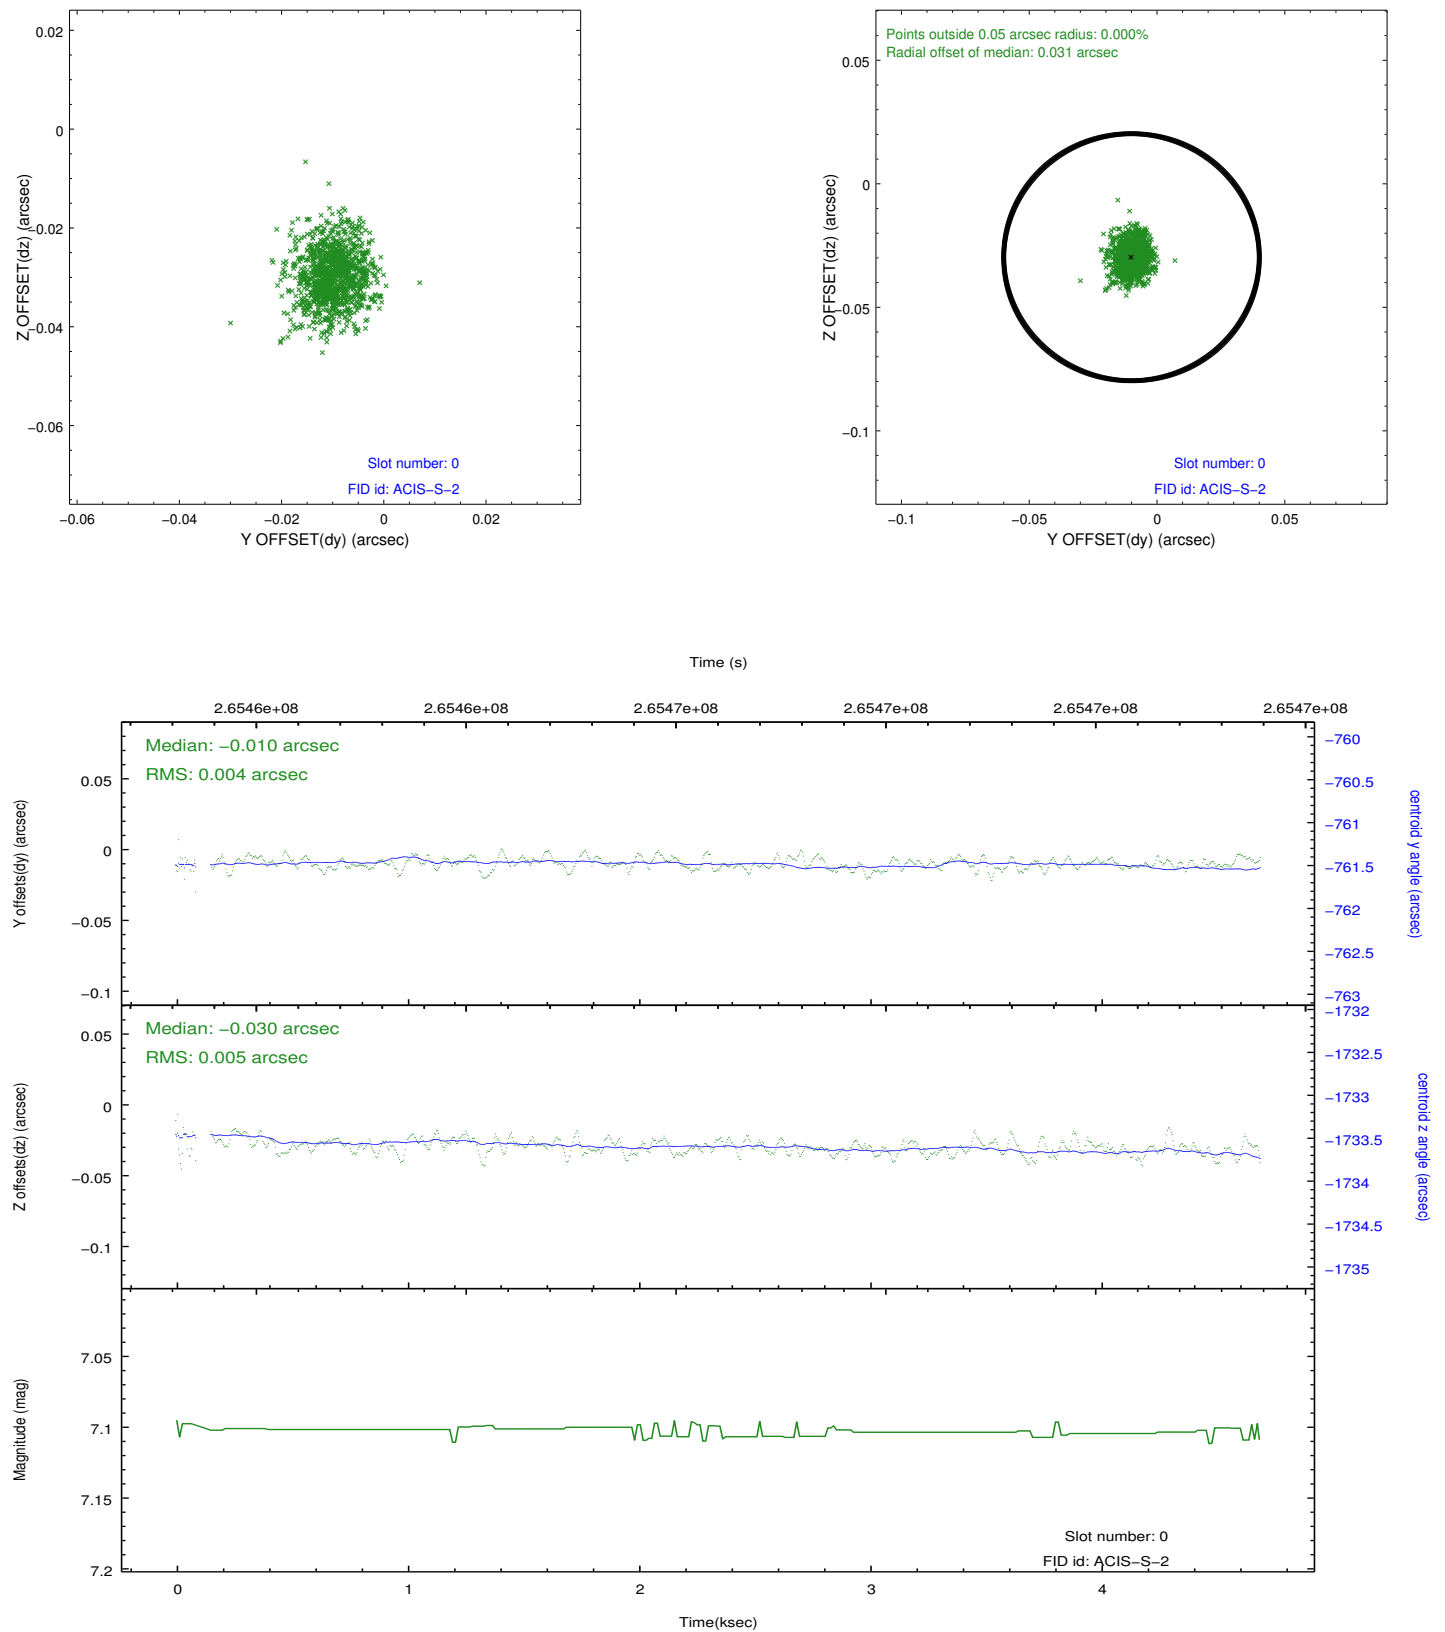 0.02
0
−0.02
−0.04
−0.06
Z OFFSET(dz) (arcsec)
Slot number: 0
FID id: ACIS−S−2
−0.06 −0.04 −0.02 0 0.02
Y OFFSET(dy) (arcsec)
Points outside 0.05 arcsec radius: 0.000%
Radial offset of median: 0.031 arcsec
0.05
0
−0.05
−0.1
Z OFFSET(dz) (arcsec)
Slot number: 0
FID id: ACIS−S−2
−0.1 −0.05 0 0.05
Y OFFSET(dy) (arcsec)
Time (s)
2.6546e+08 2.6546e+08 2.6547e+08 2.6547e+08 2.6547e+08 2.6547e+08
Median: −0.010 arcsec
RMS: 0.004 arcsec
0.05
0
−0.05
−0.1
Y offsets(dy) (arcsec)
−760
−760.5
−761
−761.5
−762
−762.5
−763
centroid y angle (arcsec)
Median: −0.030 arcsec
RMS: 0.005 arcsec
0.05
0
−0.05
−0.1
Z offsets(dz) (arcsec)
−1732
−1732.5
−1733
−1733.5
−1734
−1734.5
−1735
centroid z angle (arcsec)
7.05
7.1
7.15
7.2
Magnitude (mag)
Slot number: 0
FID id: ACIS−S−2
0 1 2 3 4
Time(ksec)